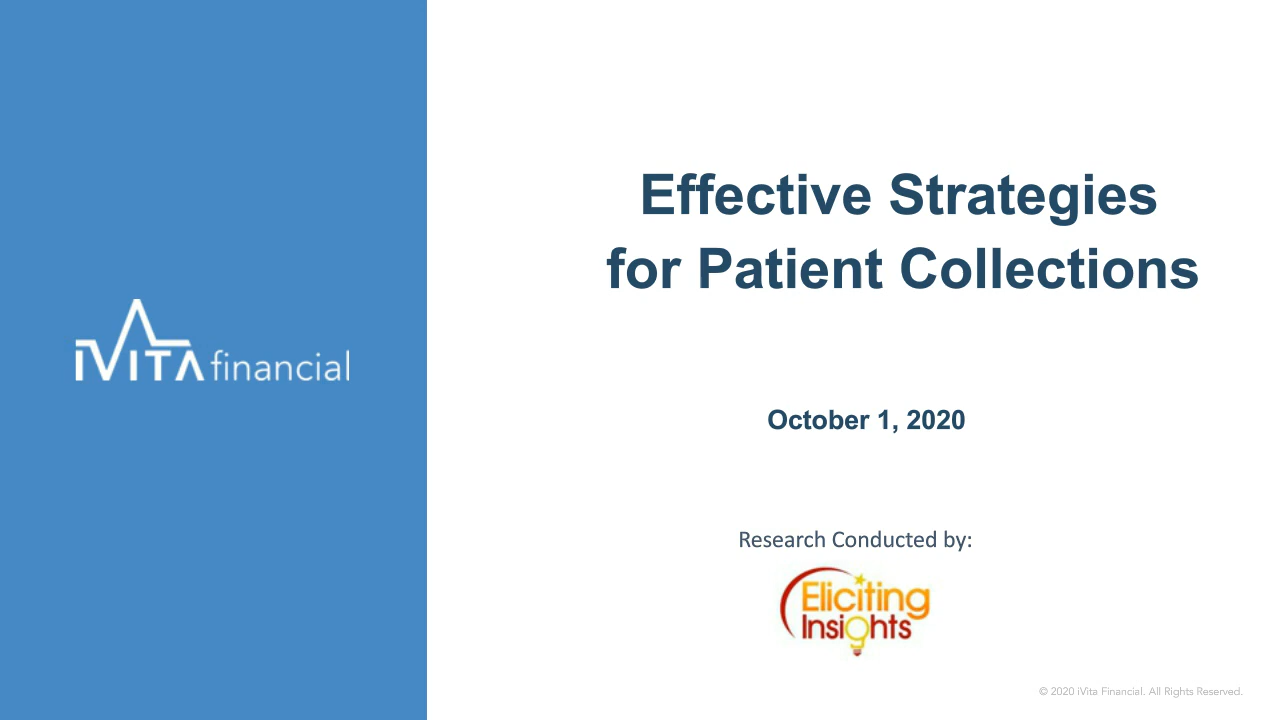 iVITA financial
Effective Strategies
for Patient Collections
October 1, 2020
Research Conducted by:
Eliciting
Insights
© 2020 iVita Financial. All Rights Reserved.